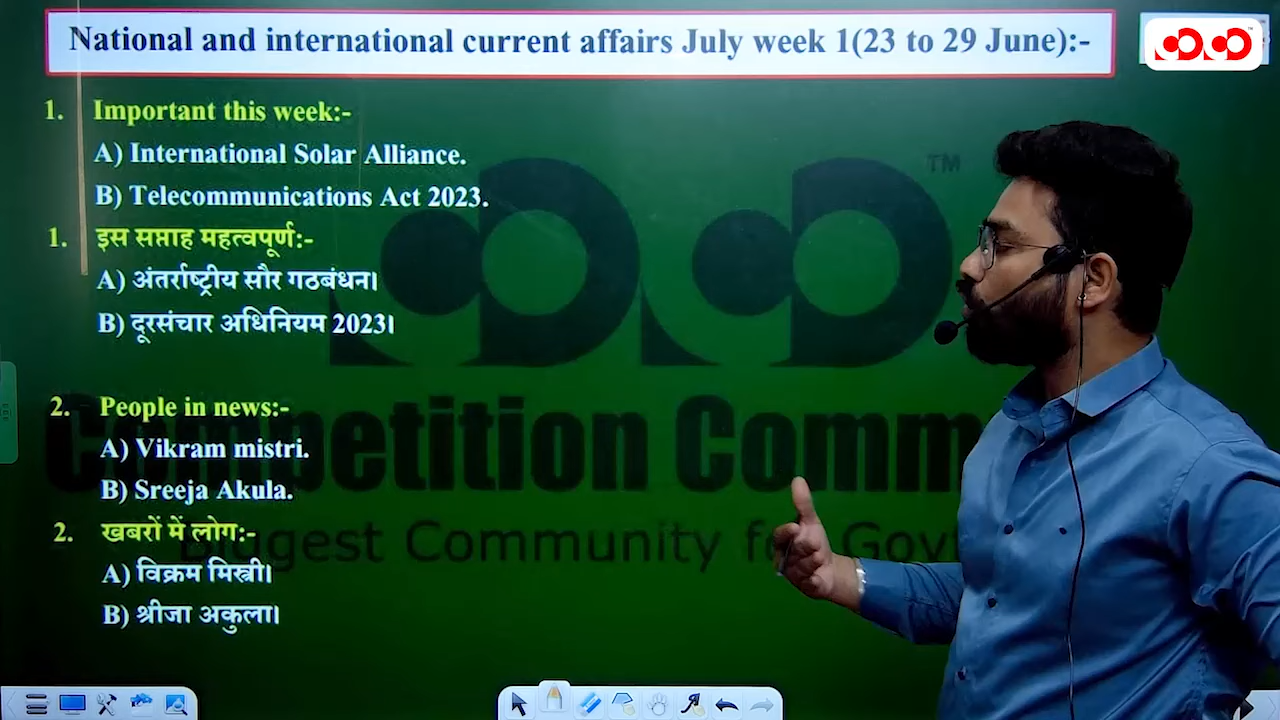 National and international current affairs July week 1(23 to 29 June):-
1. Important this week:-
A) International Solar Alliance.
B) Telecommunications Act 2023.
1. इस सप्ताह महत्वपूर्ण:-
A) अंतर्राष्ट्रीय सौर गठबंधन।
B) दूरसंचार अधिनियम 2023।
2. People in news:-
A) Vikram mistri.
B) Sreeja Akula.
2. खबरों में लोग:-
A) विक्रम मिस्त्री।
B) श्रीजा अकुला।
TM
Competition Comm
Biggest Community for Govt